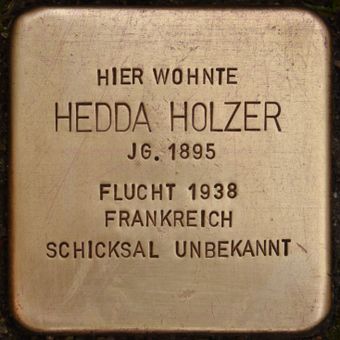 HIER WOHNTE
HEDDA HOLZER
JG. 1895
FLUCHT 1938
FRANKREICH
SCHICKSAL UNBEKANNT